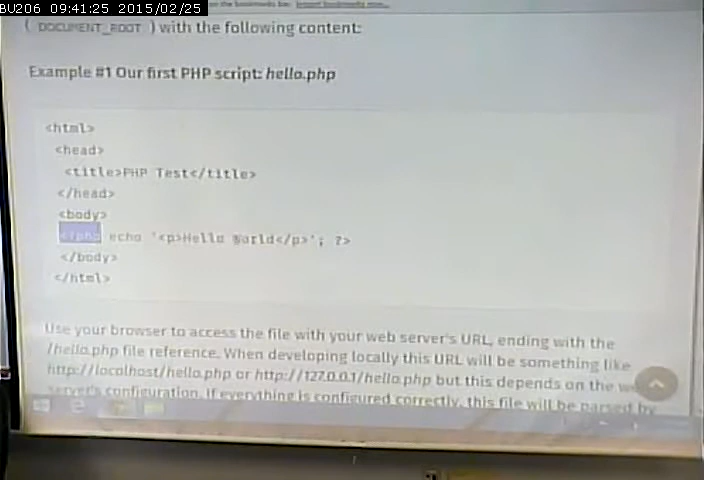 BU206 09:41:25 2015/02/25
( DOCUMENT_ROOT ) with the following content:
Example #1 Our first PHP script: hello.php
<html>
<head>
<title>PHP Test</title>
</head>
<body>
<?php echo '<p>Hello World</p>'; ?>
</body>
</html>
Use your browser to access the file with your web server's URL, ending with the
/hello.php file reference. When developing locally this URL will be something like
http://localhost/hello.php or http://127.0.0.1/hello.php but this depends on the
server's configuration. If everything is configured correctly, this file will be parsed by